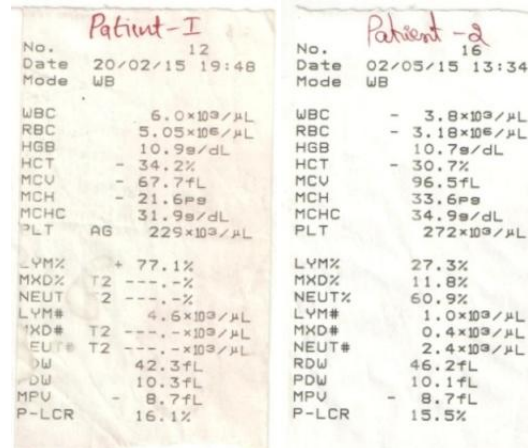 Patient-I
No. 12
Date 20/02/15 19:48
Mode WB
WBC 6.0×10³/µL
RBC 5.05×10⁶/µL
HGB 10.9g/dL
HCT - 34.2%
MCV - 67.7fL
MCH - 21.6pg
MCHC 31.9g/dL
PLT AG 229×10³/µL
LYM% + 77.1%
MXD% T2 ---.-%
NEUT T2 ---.-%
LYM# 4.6×10³/µL
MXD# T2 ---.-×10³/µL
NEUT# T2 ---.-×10³/µL
DW 42.3fL
DW 10.3fL
MPV - 8.7fL
P-LCR 16.1%
Patient-2
No. 16
Date 02/05/15 13:34
Mode WB
WBC - 3.8×10³/µL
RBC - 3.18×10⁶/µL
HGB 10.7g/dL
HCT - 30.7%
MCV 96.5fL
MCH 33.6pg
MCHC 34.9g/dL
PLT 272×10³/µL
LYM% 27.3%
MXD% 11.8%
NEUT% 60.9%
LYM# 1.0×10³/µL
MXD# 0.4×10³/µL
NEUT# 2.4×10³/µL
RDW 46.2fL
PDW 10.1fL
MPV - 8.7fL
P-LCR 15.5%